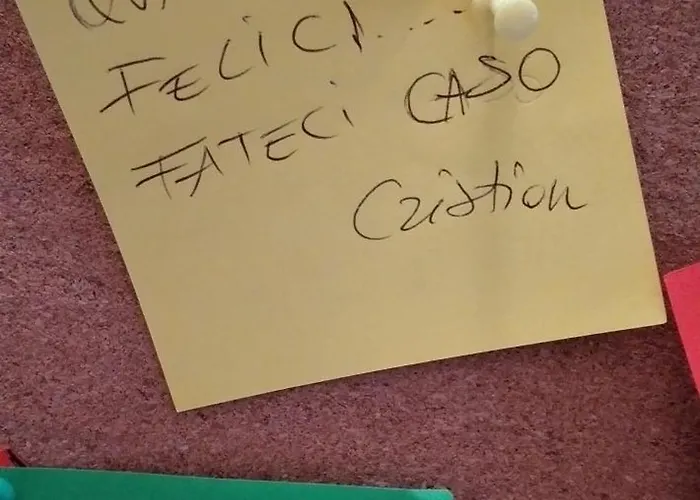 FELICI....
FATECI CASO
Cristian